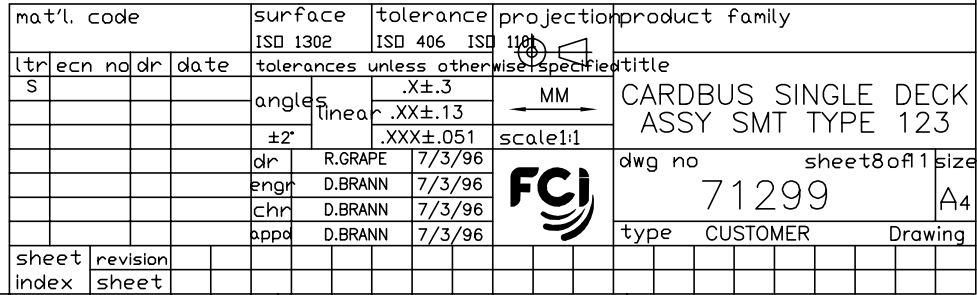 mat'l. code
surface
tolerance
projection
product family
ISO 1302
ISO 406 ISO 1101
ltr ecn no dr date
tolerances unless otherwise specified
title
S
angles
linear
.X±.3
.XX±.13
±2°
.XXX±.051
MM
scale1:1
CARDBUS SINGLE DECK
ASSY SMT TYPE 123
dr R.GRAPE 7/3/96
engr D.BRANN 7/3/96
chr D.BRANN 7/3/96
appd D.BRANN 7/3/96
FCI
dwg no
sheet8of11
size
71299
A4
type CUSTOMER Drawing
sheet revision
index sheet